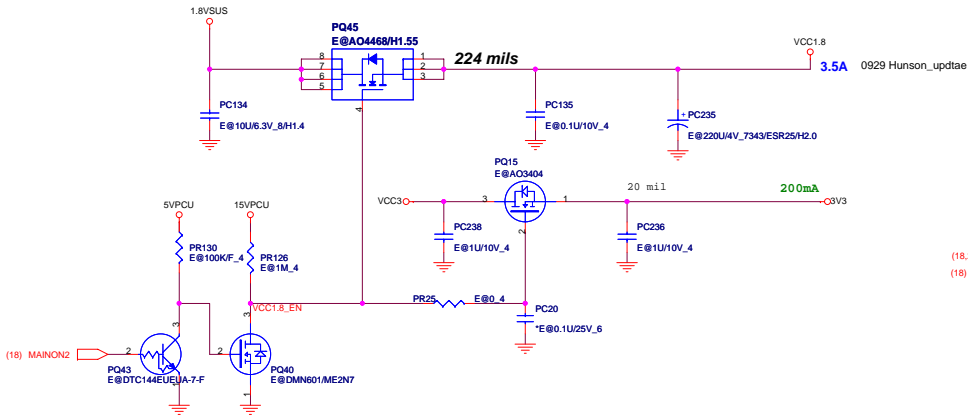 1.8VSUS
PQ45
E@AO4468/H1.55
8
7
6
5
1
2
3
4
224 mils
VCC1.8
3.5A
0929 Hunson_updtae
PC134
E@10U/6.3V_8/H1.4
PC135
E@0.1U/10V_4
+
PC235
E@220U/4V_7343/ESR25/H2.0
PQ15
E@AO3404
VCC3
3
1
2
20 mil
200mA
3V3
PC238
E@1U/10V_4
PC236
E@1U/10V_4
5VPCU
15VPCU
PR130
E@100K/F_4
PR126
E@1M_4
VCC1.8_EN
PR25
E@0_4
PC20
*E@0.1U/25V_6
(18,
(18)
(18) MAINON2
2
3
1
PQ43
E@DTC144EUEUA-7-F
2
3
1
PQ40
E@DMN601/ME2N7